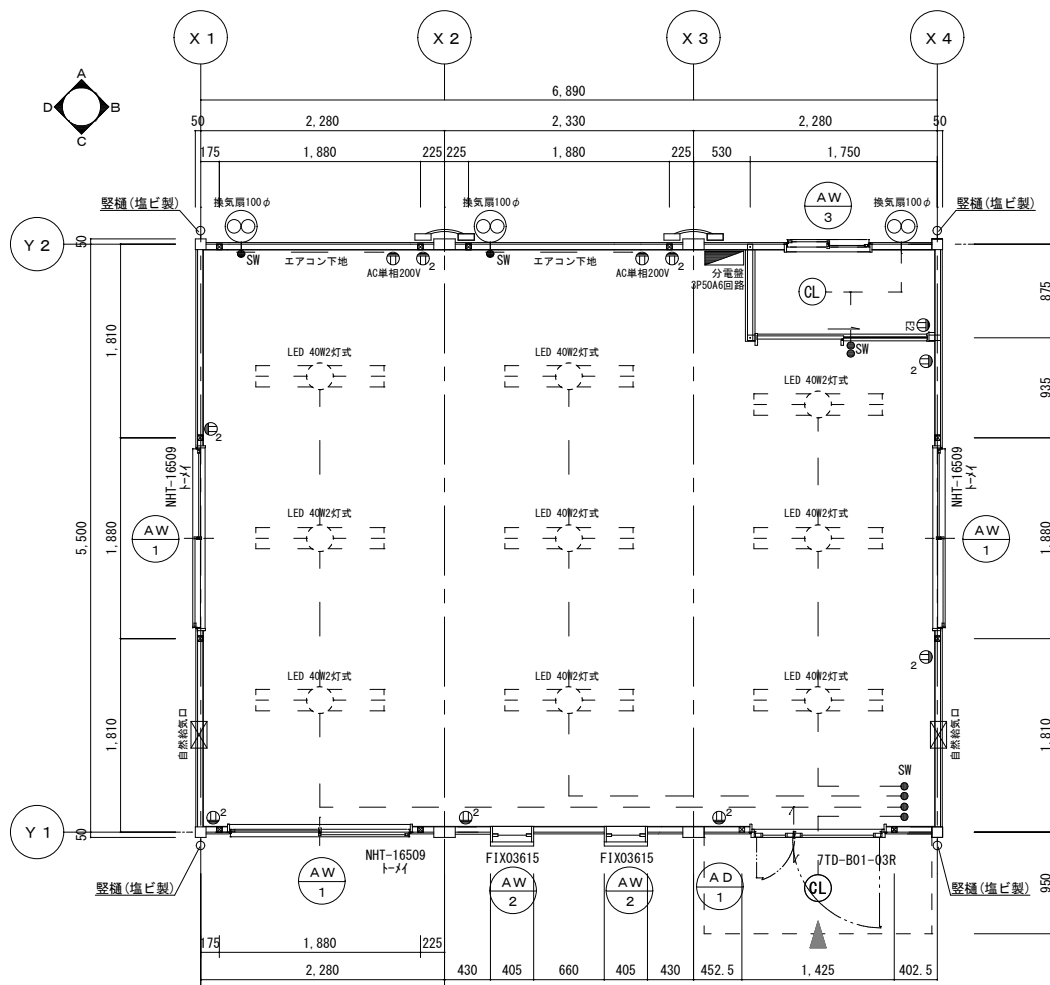 X 1
X 2
X 3
X 4
A
D
B
C
6,890
50
2,280
2,330
2,280
50
175
1,880
225
225
1,880
225
530
1,750
竪樋(塩ビ製)
換気扇100φ
換気扇100φ
AW
3
換気扇100φ
竪樋(塩ビ製)
Y 2
50
SW
エアコン下地
AC単相200V
2
SW
エアコン下地
AC単相200V
2
分電盤
3P50A6回路
CL
E2
SW
2
875
935
1,810
LED 40W2灯式
LED 40W2灯式
LED 40W2灯式
2
NHT-16509
トーメイ
NHT-16509
トーメイ
AW
1
AW
1
5,500
1,880
1,880
LED 40W2灯式
LED 40W2灯式
LED 40W2灯式
2
LED 40W2灯式
LED 40W2灯式
LED 40W2灯式
1,810
自然給気口
自然給気口
1,810
SW
2
2
2
Y 1
50
NHT-16509
トーメイ
FIX03615
FIX03615
7TD-B01-03R
竪樋(塩ビ製)
AW
1
AW
2
AW
2
AD
1
CL
竪樋(塩ビ製)
950
175
1,880
225
2,280
430
405
660
405
430
452.5
1,425
402.5